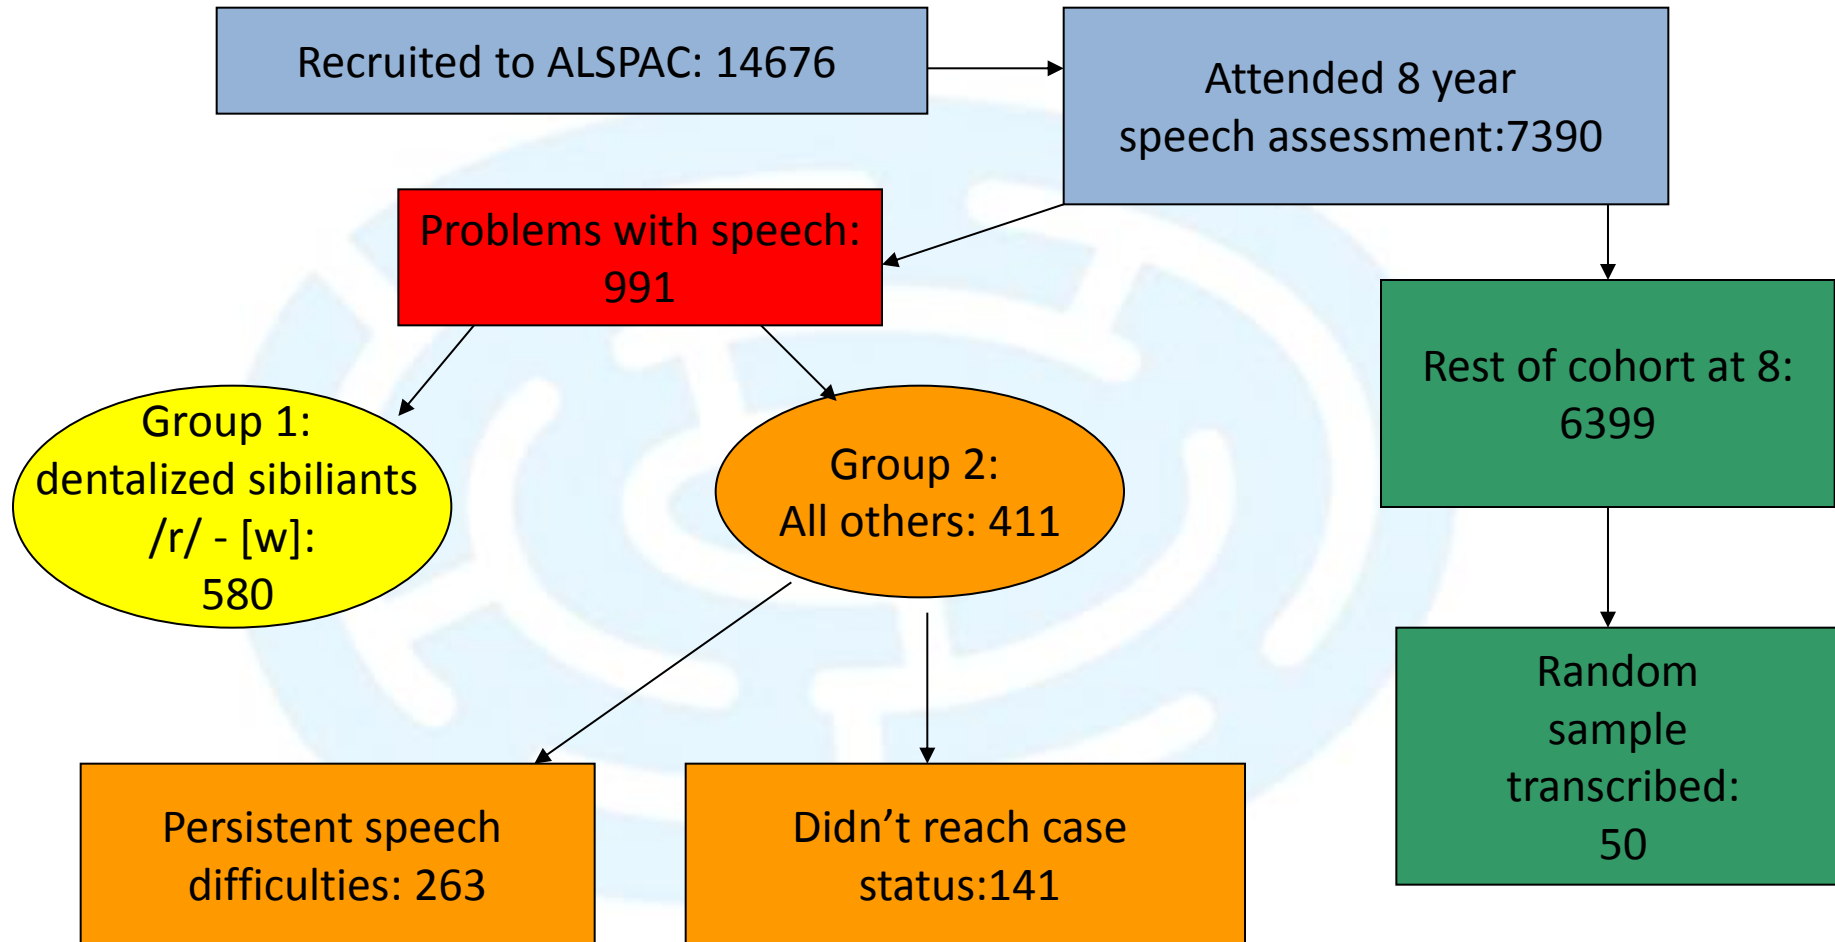 Recruited to ALSPAC: 14676
Attended 8 year
speech assessment:7390
Problems with speech:
991
Rest of cohort at 8:
6399
Group 1:
dentalized sibiliants
/r/ - [w]:
580
Group 2:
All others: 411
Random
sample
transcribed:
50
Persistent speech
difficulties: 263
Didn’t reach case
status:141